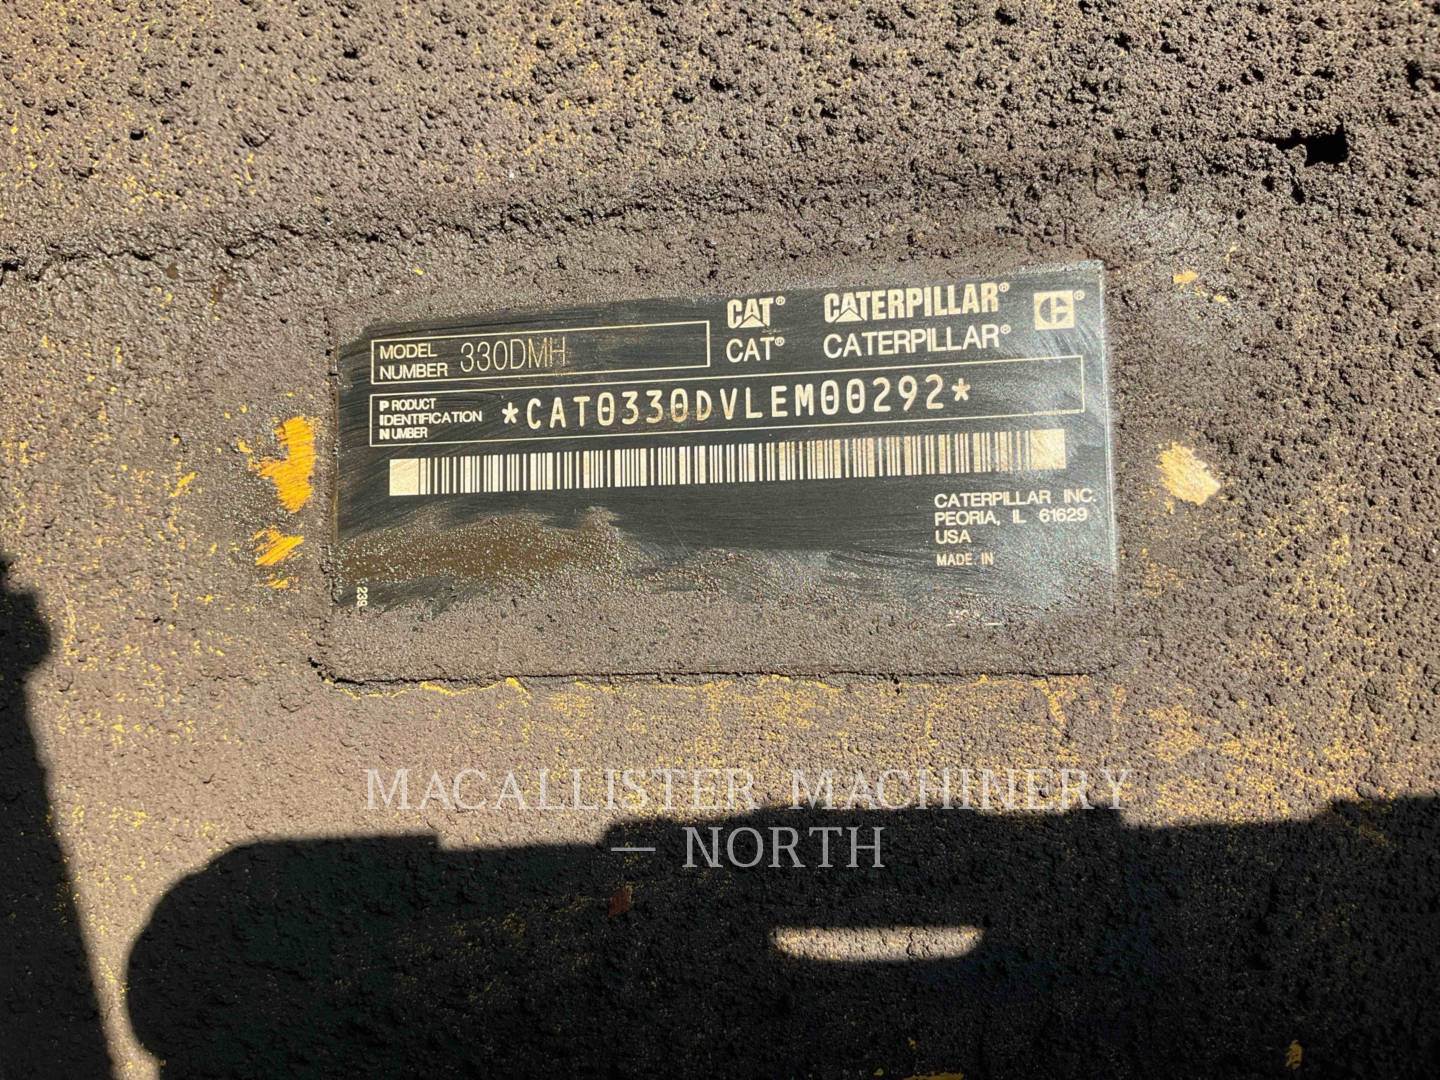 CAT® CATERPILLAR® C®
CAT® CATERPILLAR®
MODEL NUMBER 330DMH
PRODUCT IDENTIFICATION NUMBER *CAT0330DVLEM00292*
CATERPILLAR INC.
PEORIA, IL 61629
USA
MADE IN
239
MACALLISTER MACHINERY
— NORTH